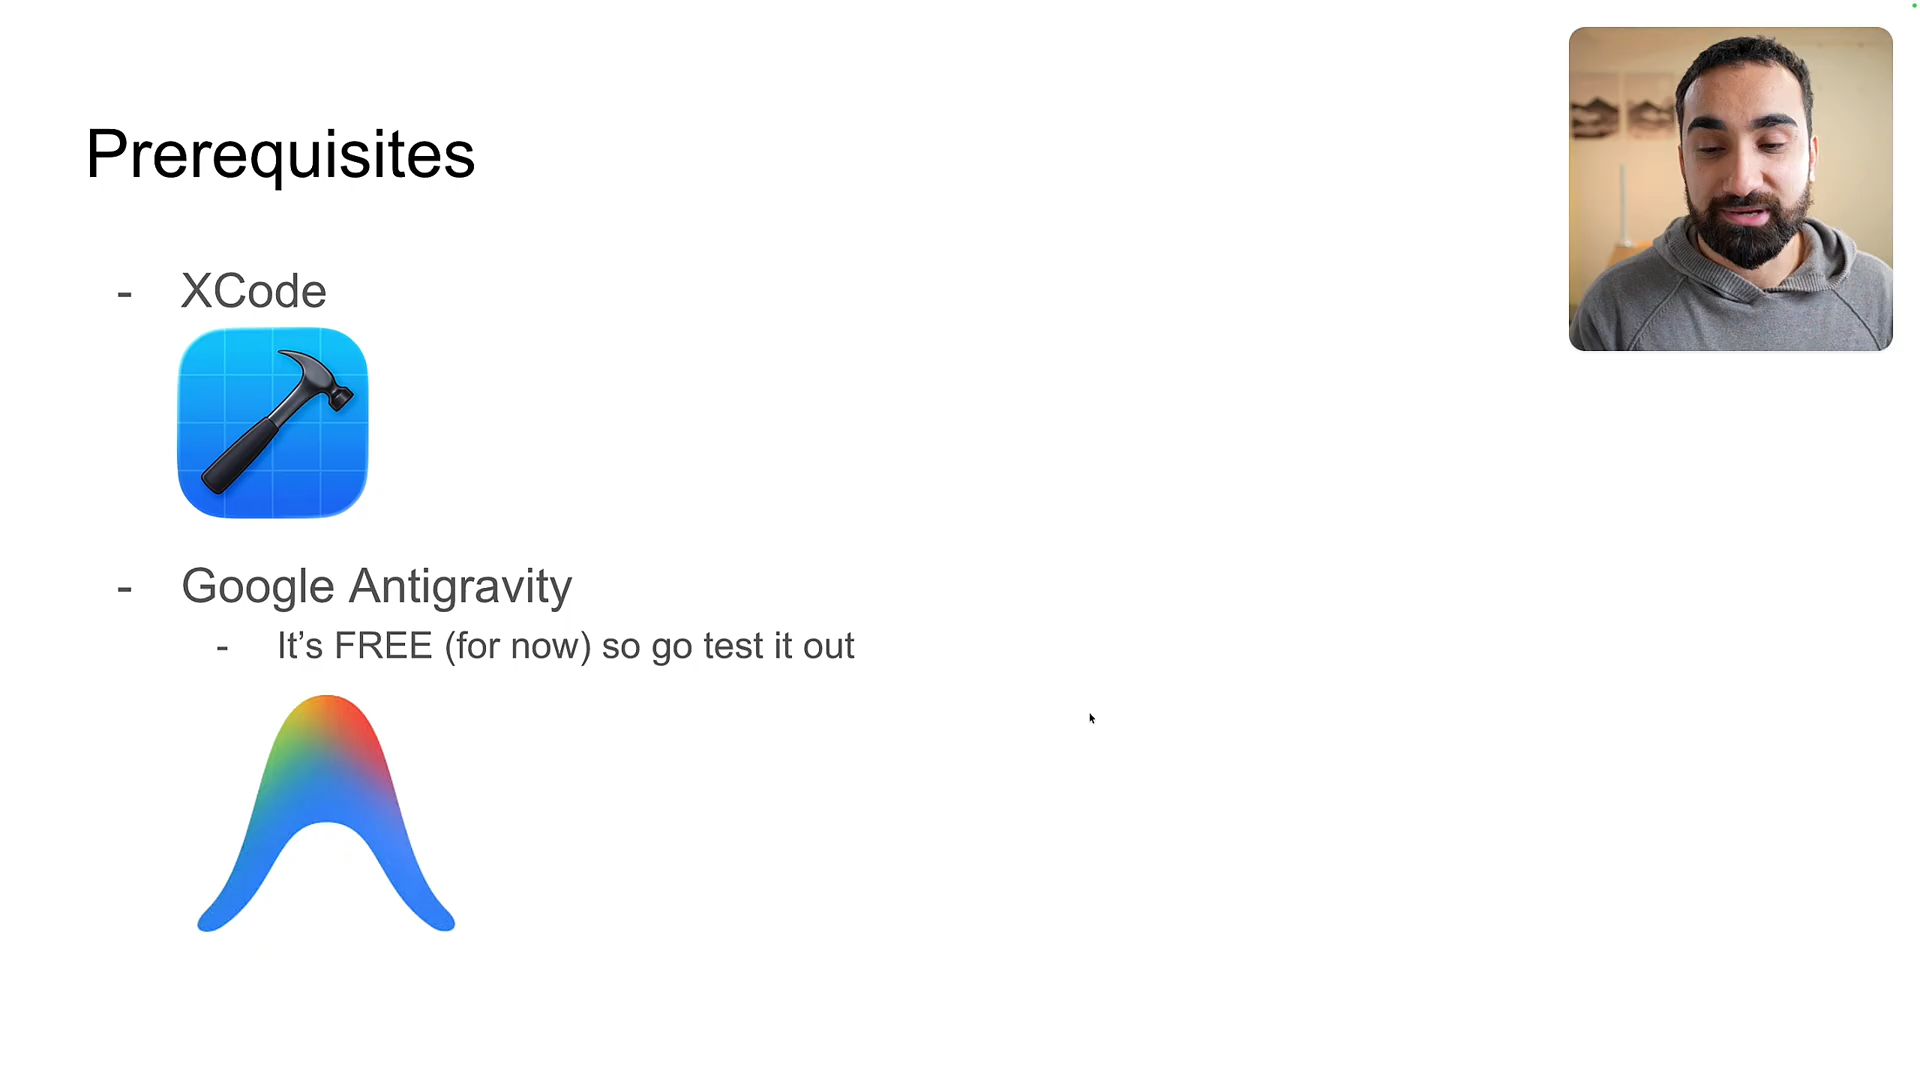 Prerequisites
- XCode
- Google Antigravity
- It’s FREE (for now) so go test it out